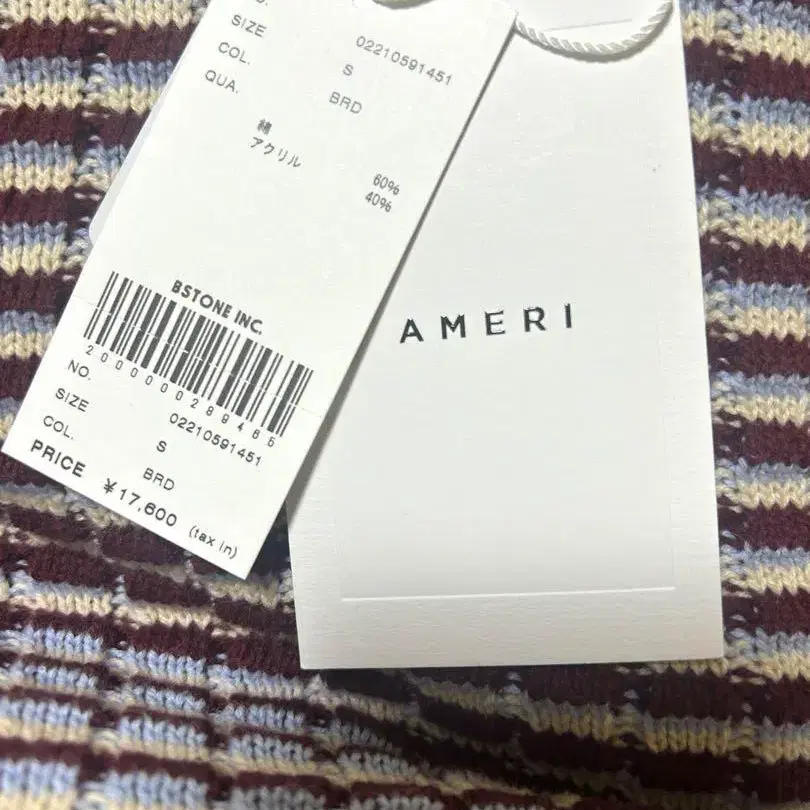 NO. 02210591451
SIZE S
COL. BRD
QUA.
綿 60%
アクリル 40%
BSTONE INC.
2000000289465
NO. 02210591451
SIZE S
COL. BRD
PRICE ¥17,600 (tax in)
AMERI